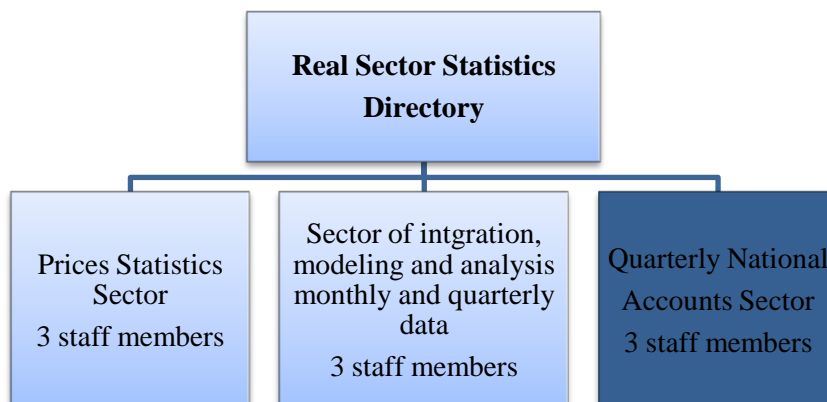 Real Sector Statistics
Directory
Prices Statistics
Sector
3 staff members
Sector of intgration,
modeling and analysis
monthly and quarterly
data
3 staff members
Quarterly National
Accounts Sector
3 staff members